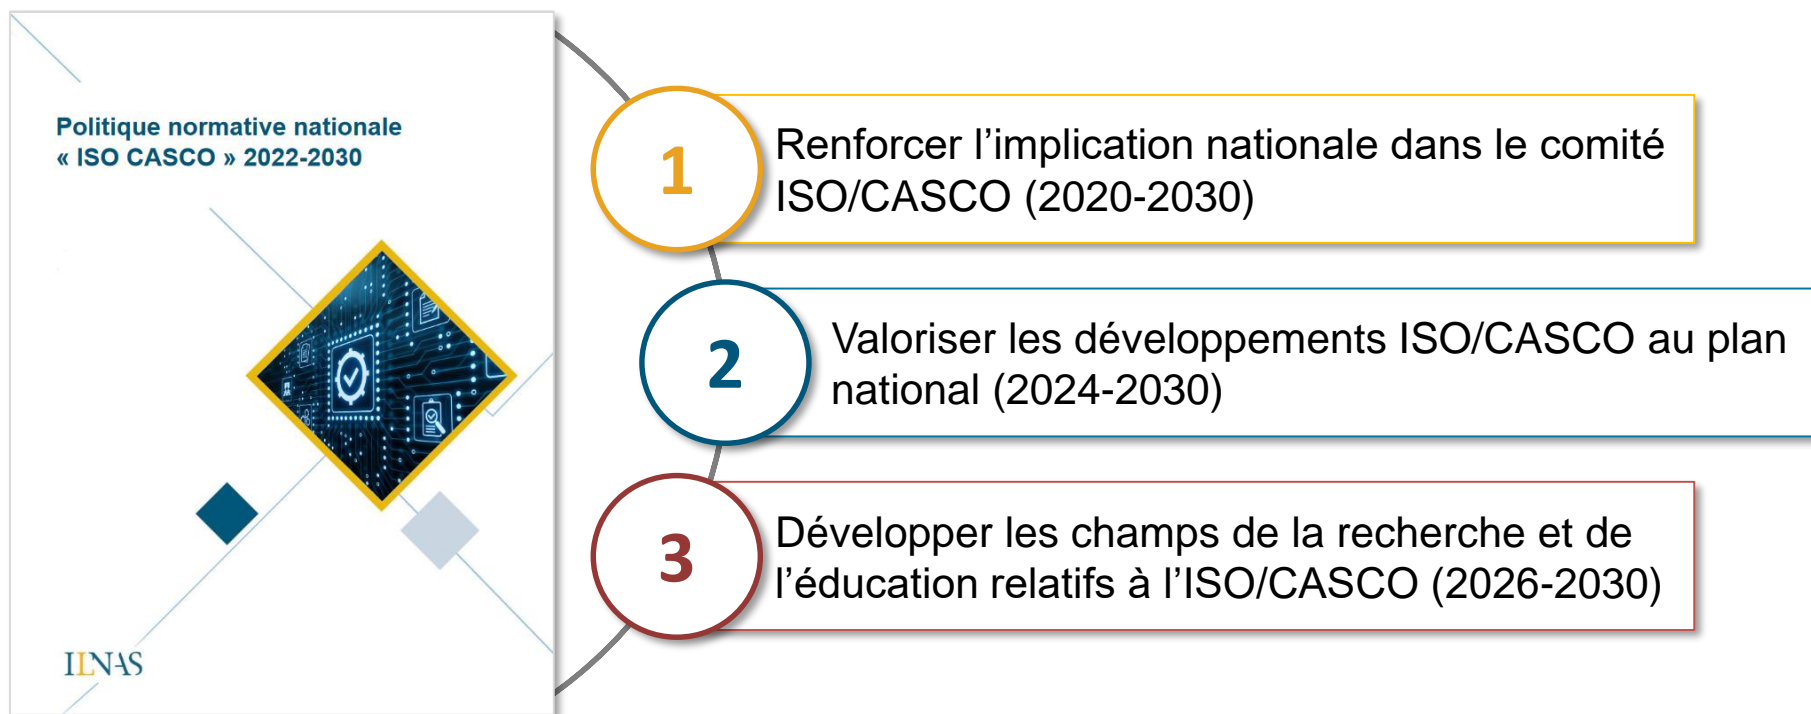 Politique normative nationale
« ISO CASCO » 2022-2030
ILNAS
1
Renforcer l’implication nationale dans le comité
ISO/CASCO (2020-2030)
2
Valoriser les développements ISO/CASCO au plan
national (2024-2030)
3
Développer les champs de la recherche et de
l’éducation relatifs à l’ISO/CASCO (2026-2030)